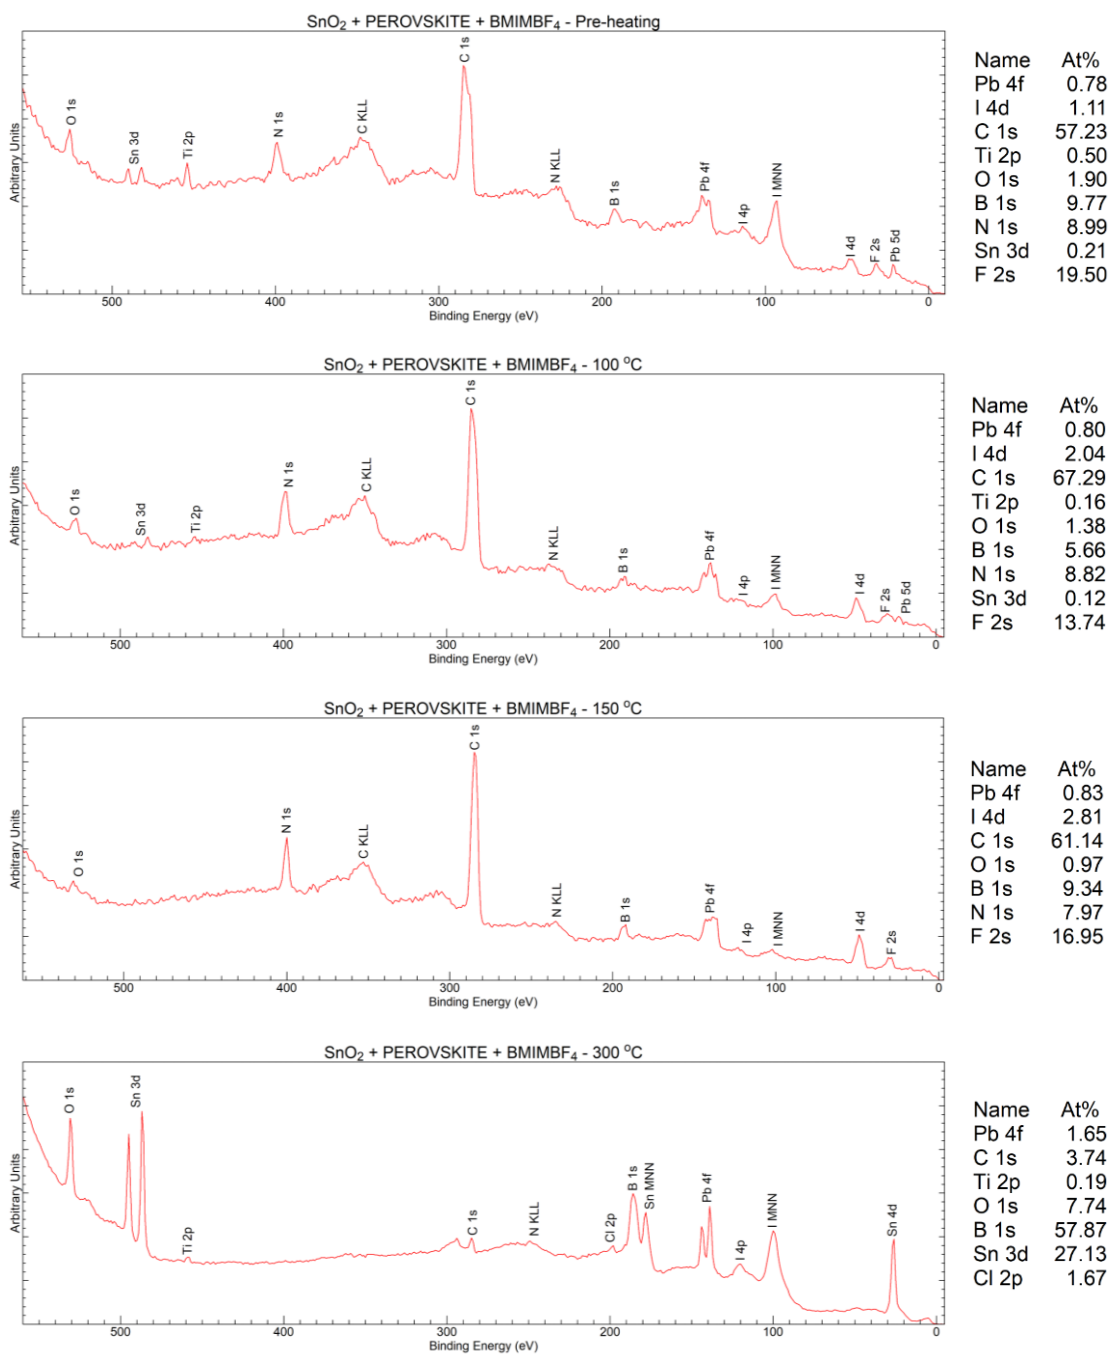 SnO₂ + PEROVSKITE + BMIMBF₄ - Pre-heating
Arbitrary Units
O 1s
Sn 3d
Ti 2p
N 1s
C KLL
C 1s
N KLL
B 1s
Pb 4f
I 4p
I MNN
I 4d
F 2s
Pb 5d
500 400 300 200 100 0
Binding Energy (eV)
Name At%
Pb 4f 0.78
I 4d 1.11
C 1s 57.23
Ti 2p 0.50
O 1s 1.90
B 1s 9.77
N 1s 8.99
Sn 3d 0.21
F 2s 19.50
SnO₂ + PEROVSKITE + BMIMBF₄ - 100 °C
Arbitrary Units
O 1s
Sn 3d
Ti 2p
N 1s
C KLL
C 1s
N KLL
B 1s
Pb 4f
I 4p
I MNN
I 4d
F 2s
Pb 5d
500 400 300 200 100 0
Binding Energy (eV)
Name At%
Pb 4f 0.80
I 4d 2.04
C 1s 67.29
Ti 2p 0.16
O 1s 1.38
B 1s 5.66
N 1s 8.82
Sn 3d 0.12
F 2s 13.74
SnO₂ + PEROVSKITE + BMIMBF₄ - 150 °C
Arbitrary Units
O 1s
N 1s
C KLL
C 1s
N KLL
B 1s
Pb 4f
I 4p
I MNN
I 4d
F 2s
500 400 300 200 100 0
Binding Energy (eV)
Name At%
Pb 4f 0.83
I 4d 2.81
C 1s 61.14
O 1s 0.97
B 1s 9.34
N 1s 7.97
F 2s 16.95
SnO₂ + PEROVSKITE + BMIMBF₄ - 300 °C
Arbitrary Units
O 1s
Sn 3d
Ti 2p
C 1s
N KLL
Cl 2p
B 1s
Sn MNN
Pb 4f
I 4p
I MNN
Sn 4d
500 400 300 200 100 0
Binding Energy (eV)
Name At%
Pb 4f 1.65
C 1s 3.74
Ti 2p 0.19
O 1s 7.74
B 1s 57.87
Sn 3d 27.13
Cl 2p 1.67